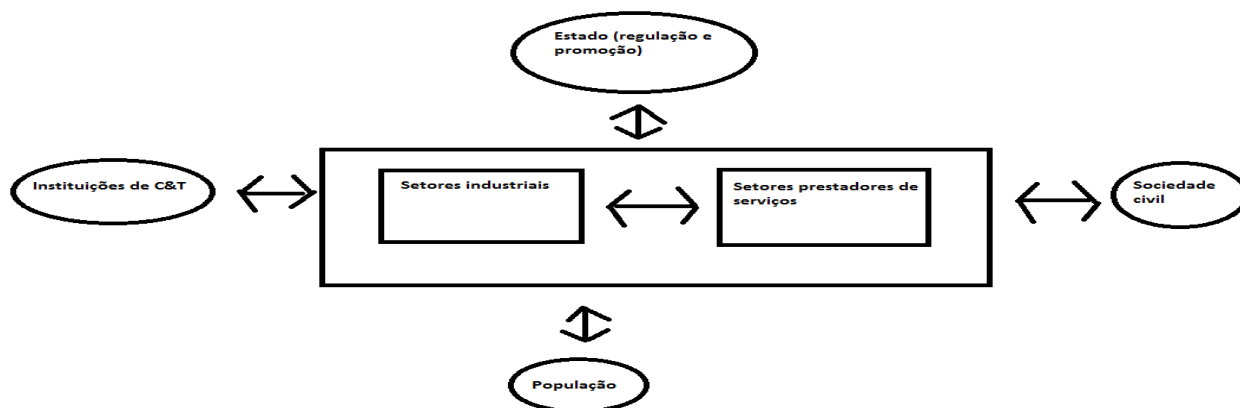 Estado (regulação e
promoção)
Instituições de C&T
Setores industriais
Setores prestadores de
serviços
Sociedade
civil
População